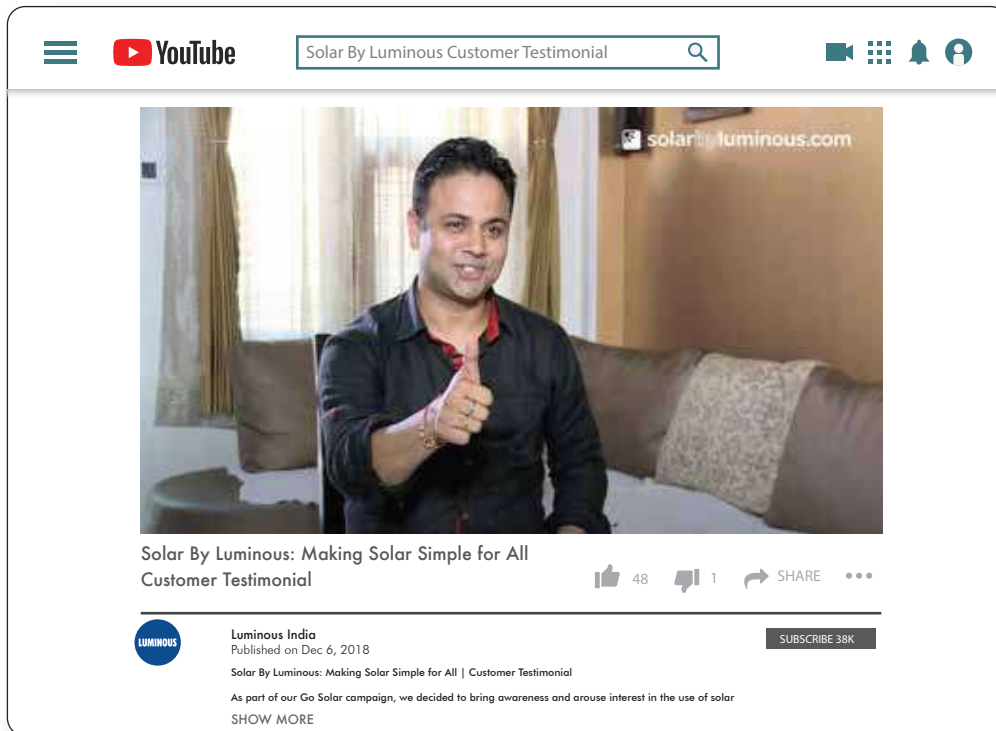 YouTube
Solar By Luminous Customer Testimonial
solarbyluminous.com
Solar By Luminous: Making Solar Simple for All
Customer Testimonial
48
1
SHARE
LUMINOUS
Luminous India
Published on Dec 6, 2018
SUBSCRIBE 38K
Solar By Luminous: Making Solar Simple for All | Customer Testimonial
As part of our Go Solar campaign, we decided to bring awareness and arouse interest in the use of solar
SHOW MORE